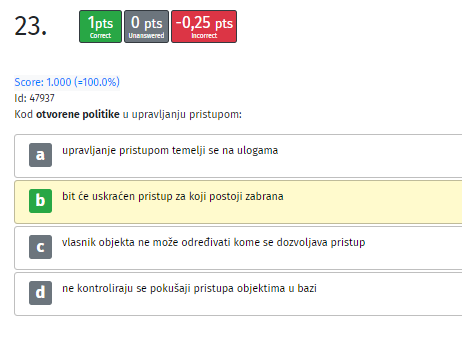 23.
1pts Correct
0 pts Unanswered
-0,25 pts Incorrect
Score: 1.000 (=100.0%)
Id: 47937
Kod otvorene politike u upravljanju pristupom:
a upravljanje pristupom temelji se na ulogama
b bit će uskraćen pristup za koji postoji zabrana
c vlasnik objekta ne može određivati kome se dozvoljava pristup
d ne kontroliraju se pokušaji pristupa objektima u bazi